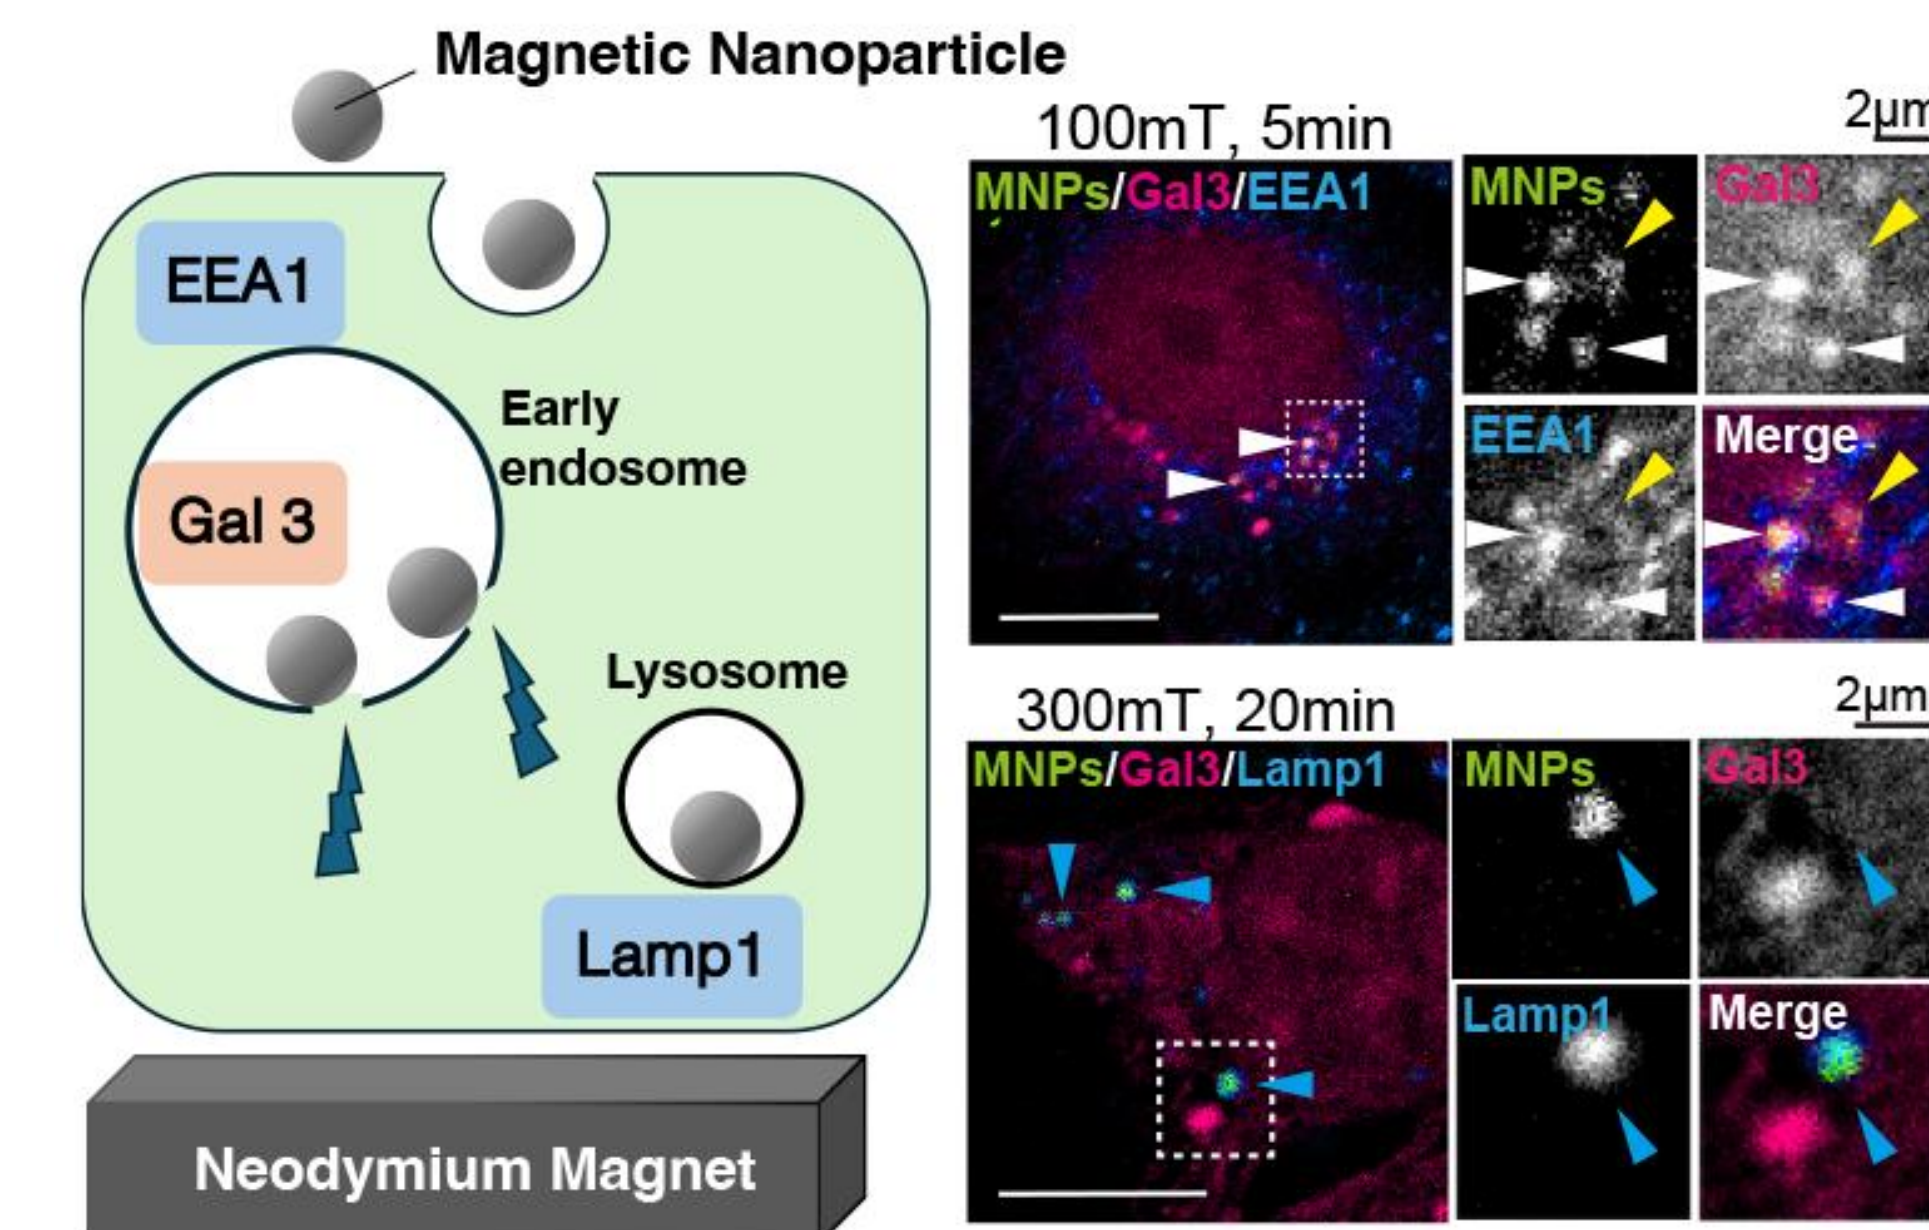 Magnetic Nanoparticle
EEA1
Early
endosome
Gal 3
Lysosome
Lamp1
Neodymium Magnet
100mT, 5min
2μm
MNPs/Gal3/EEA1
MNPs
Gal3
EEA1
Merge
300mT, 20min
2μm
MNPs/Gal3/Lamp1
MNPs
Gal3
Lamp1
Merge